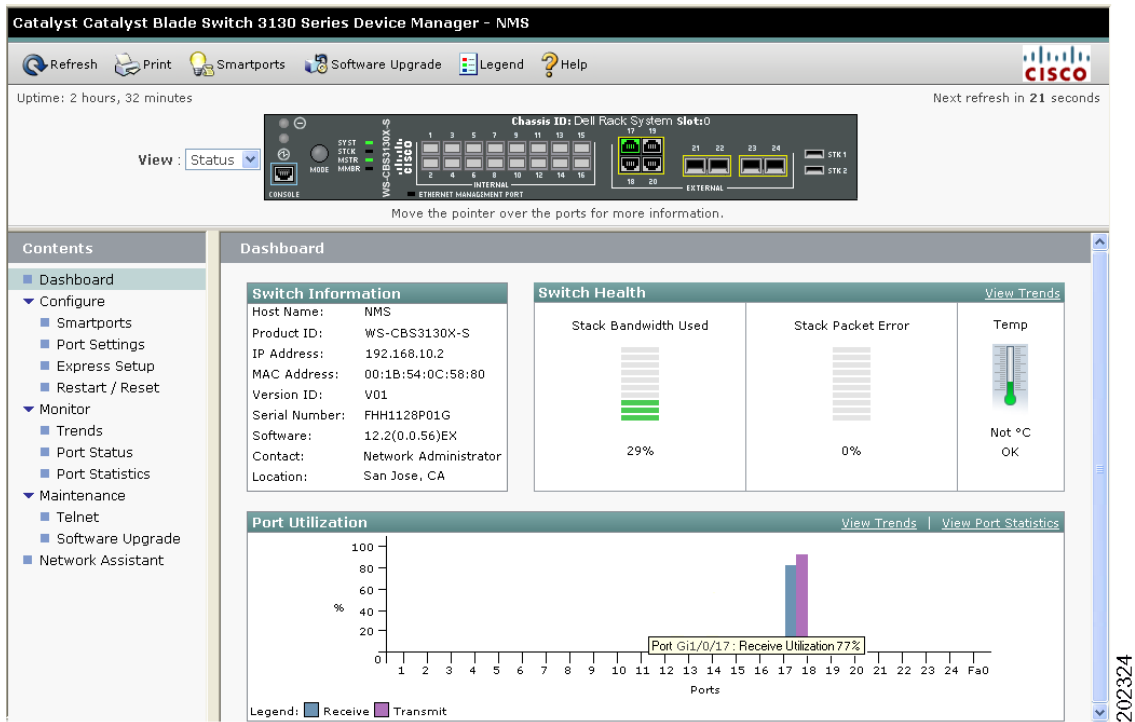 Catalyst Catalyst Blade Switch 3130 Series Device Manager - NMS
Refresh Print Smartports Software Upgrade Legend Help
CISCO
Uptime: 2 hours, 32 minutes
Next refresh in 21 seconds
View : Status
Chassis ID: Dell Rack System Slot:0
SYST
STCK
MSTR
MMBR
MODE
CONSOLE
WS-CBS3130X-S
CISCO
1 3 5 7 9 11 13 15
2 4 6 8 10 12 14 16
INTERNAL
ETHERNET MANAGEMENT PORT
17 19
18 20
21 22 23 24
EXTERNAL
STK 1
STK 2
Move the pointer over the ports for more information.
Contents
Dashboard
Configure
Smartports
Port Settings
Express Setup
Restart / Reset
Monitor
Trends
Port Status
Port Statistics
Maintenance
Telnet
Software Upgrade
Network Assistant
Dashboard
Switch Information
Host Name: NMS
Product ID: WS-CBS3130X-S
IP Address: 192.168.10.2
MAC Address: 00:1B:54:0C:58:80
Version ID: V01
Serial Number: FHH1128P01G
Software: 12.2(0.0.56)EX
Contact: Network Administrator
Location: San Jose, CA
Switch Health
View Trends
Stack Bandwidth Used
29%
Stack Packet Error
0%
Temp
Not °C
OK
Port Utilization
View Trends | View Port Statistics
100
80
60
% 40
20
0
Port Gi1/0/17 : Receive Utilization 77%
1 2 3 4 5 6 7 8 9 10 11 12 13 14 15 16 17 18 19 20 21 22 23 24 Fa0
Ports
Legend: Receive Transmit
202324